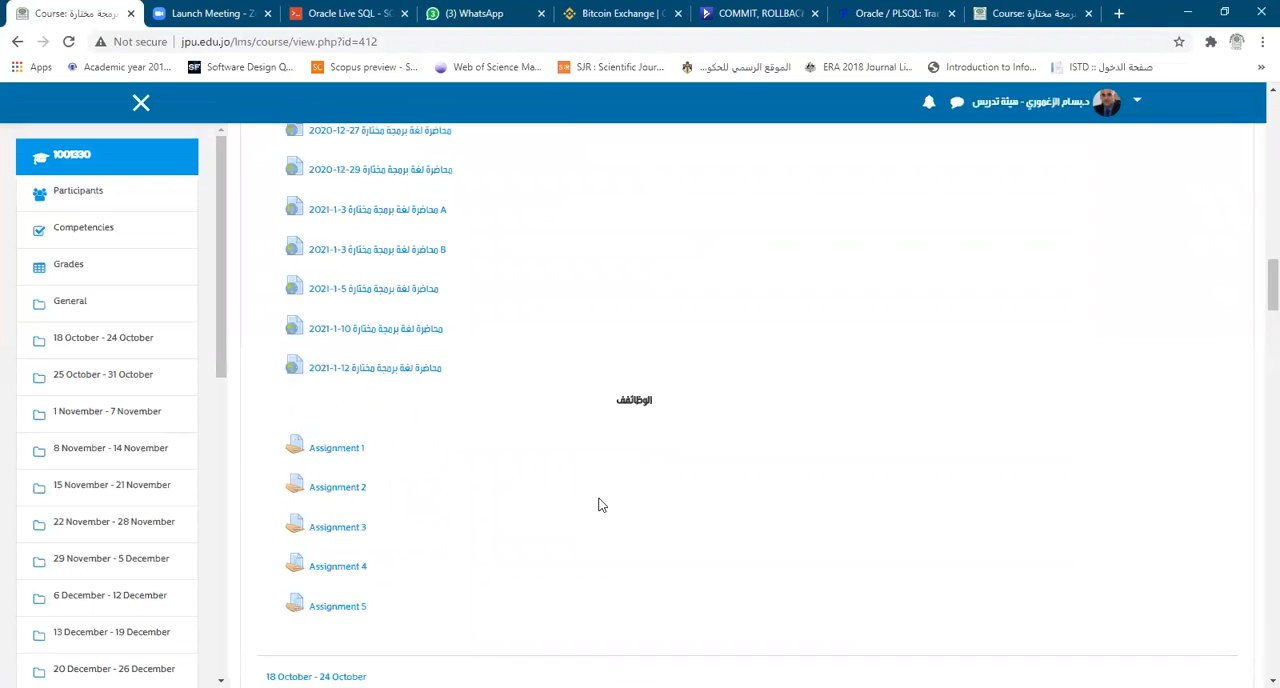 Course: برمجة مختارة
Launch Meeting - Z
Oracle Live SQL - SC
(3) WhatsApp
Bitcoin Exchange | C
COMMIT, ROLLBAC
Oracle / PLSQL: Tra
Course: برمجة مختارة
Not secure | jpu.edu.jo/lms/course/view.php?id=412
Apps
Academic year 201...
Software Design Q...
Scopus preview - S...
Web of Science Ma...
SJR : Scientific Jour...
الموقع الرسمي للحكو...
ERA 2018 Journal Li...
Introduction to Info...
ISTD :: صفحة الدخول
»
د.بسام الزغموري - هيئة تدريس
1001330
Participants
Competencies
Grades
General
18 October - 24 October
25 October - 31 October
1 November - 7 November
8 November - 14 November
15 November - 21 November
22 November - 28 November
29 November - 5 December
6 December - 12 December
13 December - 19 December
20 December - 26 December
محاضرة لغة برمجة مختارة 27-12-2020
محاضرة لغة برمجة مختارة 29-12-2020
محاضرة لغة برمجة مختارة 3-1-2021 A
محاضرة لغة برمجة مختارة 3-1-2021 B
محاضرة لغة برمجة مختارة 5-1-2021
محاضرة لغة برمجة مختارة 10-1-2021
محاضرة لغة برمجة مختارة 12-1-2021
الوظائفف
Assignment 1
Assignment 2
Assignment 3
Assignment 4
Assignment 5
18 October - 24 October